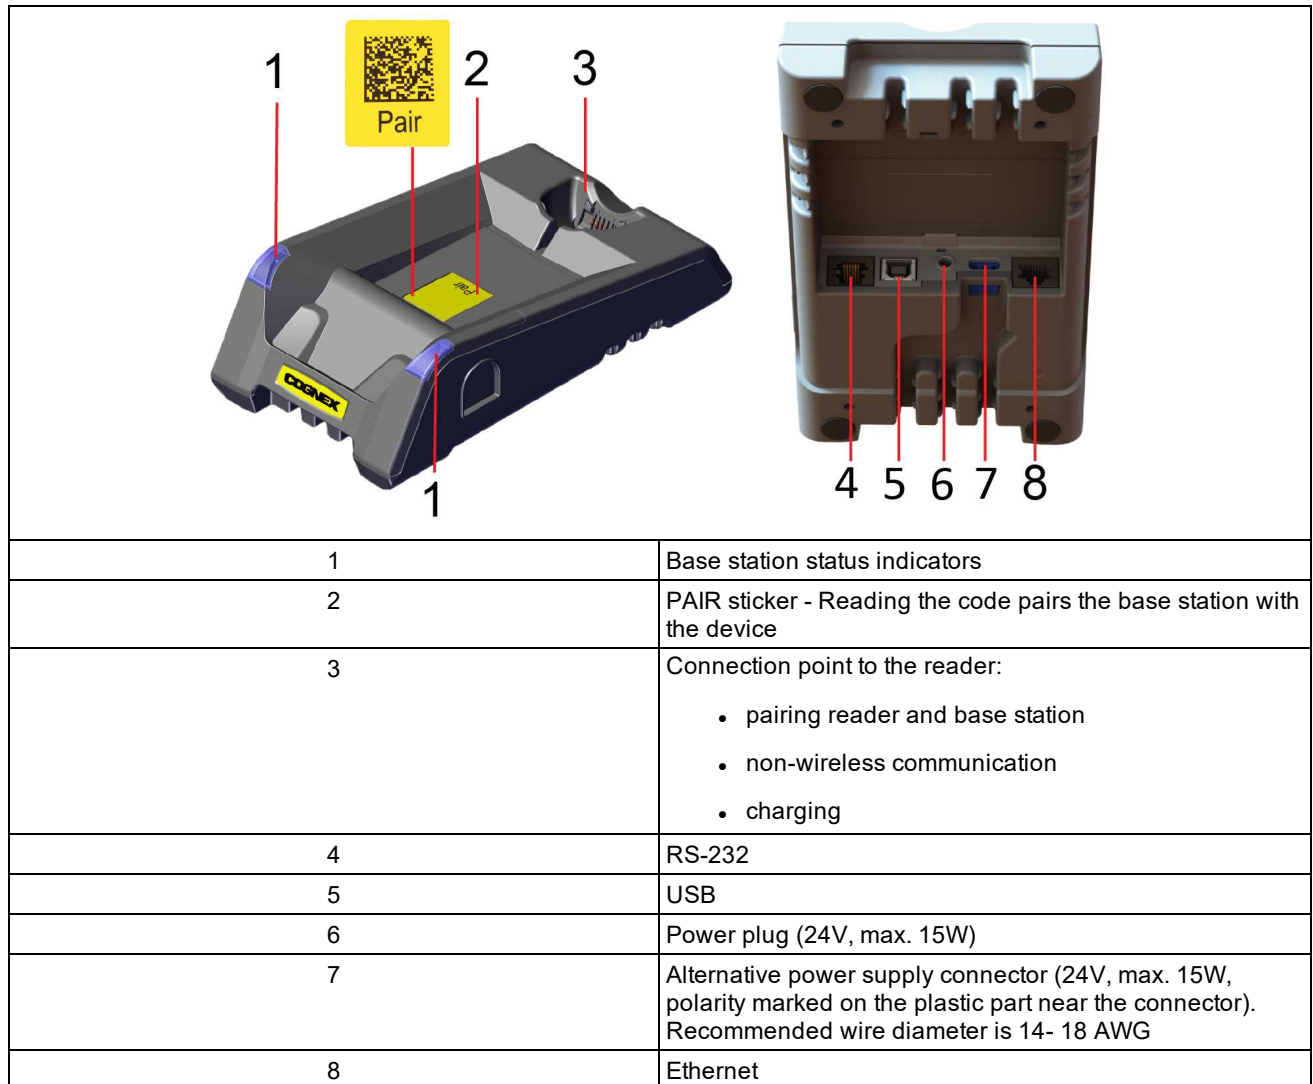 1
2
3
Pair
Pair
COGNEX
1
4 5 6 7 8
1 Base station status indicators
2 PAIR sticker - Reading the code pairs the base station with
the device
3 Connection point to the reader:
• pairing reader and base station
• non-wireless communication
• charging
4 RS-232
5 USB
6 Power plug (24V, max. 15W)
7 Alternative power supply connector (24V, max. 15W,
polarity marked on the plastic part near the connector).
Recommended wire diameter is 14- 18 AWG
8 Ethernet